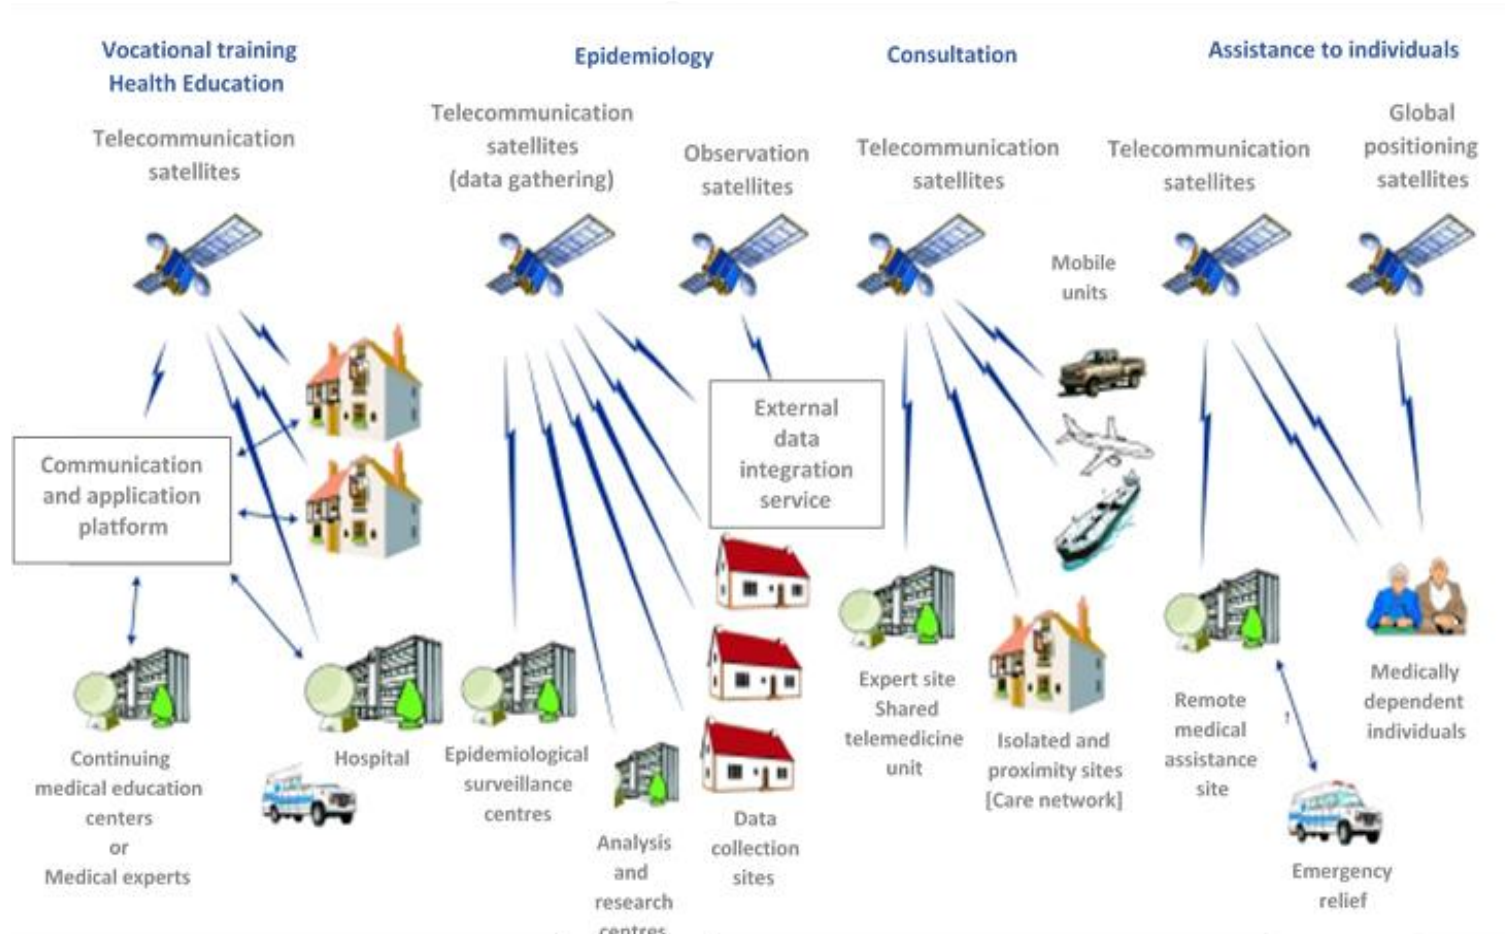 Vocational training
Health Education
Telecommunication
satellites
Communication
and application
platform
Continuing
medical education
centers
or
Medical experts
Hospital
Epidemiology
Telecommunication
satellites
(data gathering)
Observation
satellites
External
data
integration
service
Epidemiological
surveillance
centres
Analysis
and
research
centres
Data
collection
sites
Consultation
Telecommunication
satellites
Mobile
units
Expert site
Shared
telemedicine
unit
Isolated and
proximity sites
[Care network]
Assistance to individuals
Telecommunication
satellites
Global
positioning
satellites
Remote
medical
assistance
site
Medically
dependent
individuals
Emergency
relief